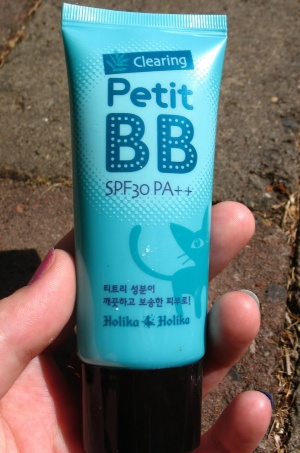 Clearing
Petit
BB
SPF30 PA++
티트리 성분이
깨끗하고 보송한 피부로!
Holika Holika